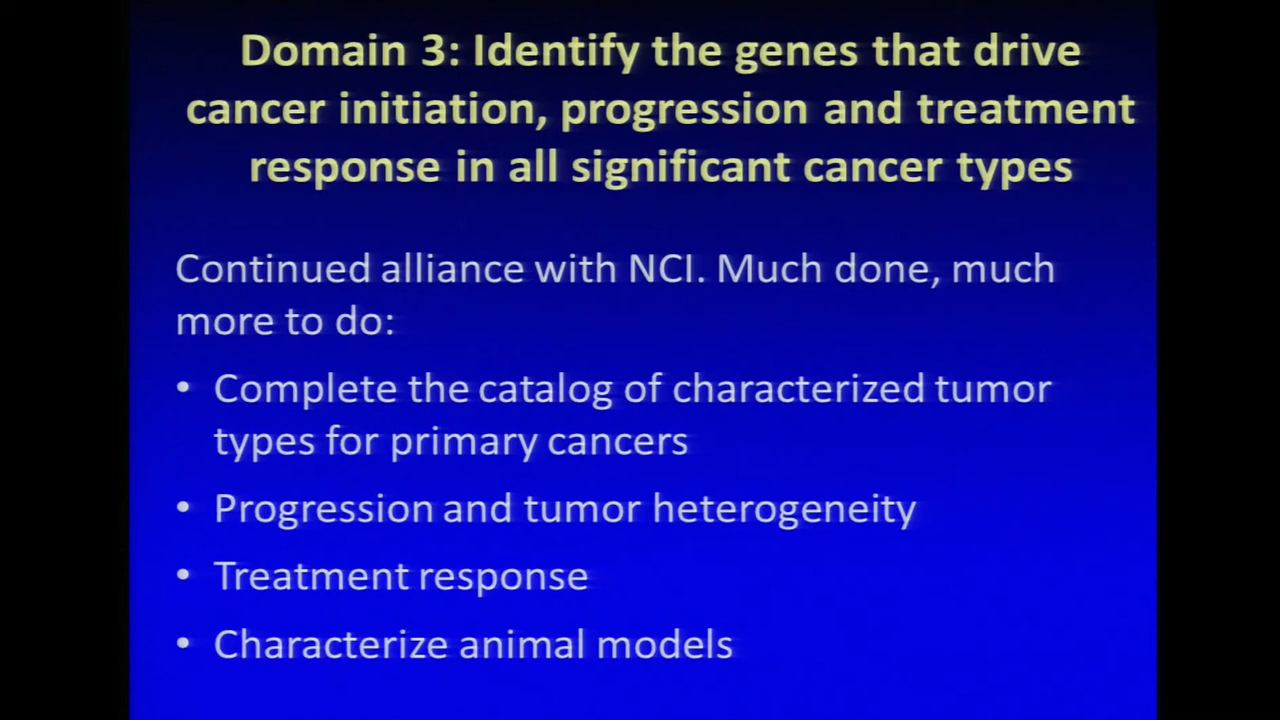 Domain 3: Identify the genes that drive
cancer initiation, progression and treatment
response in all significant cancer types
Continued alliance with NCI. Much done, much
more to do:
• Complete the catalog of characterized tumor
types for primary cancers
• Progression and tumor heterogeneity
• Treatment response
• Characterize animal models